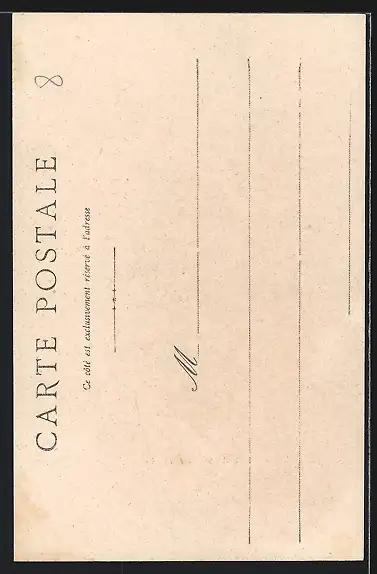 CARTE POSTALE 8
Ce côté est exclusivement réservé à l'adresse
M